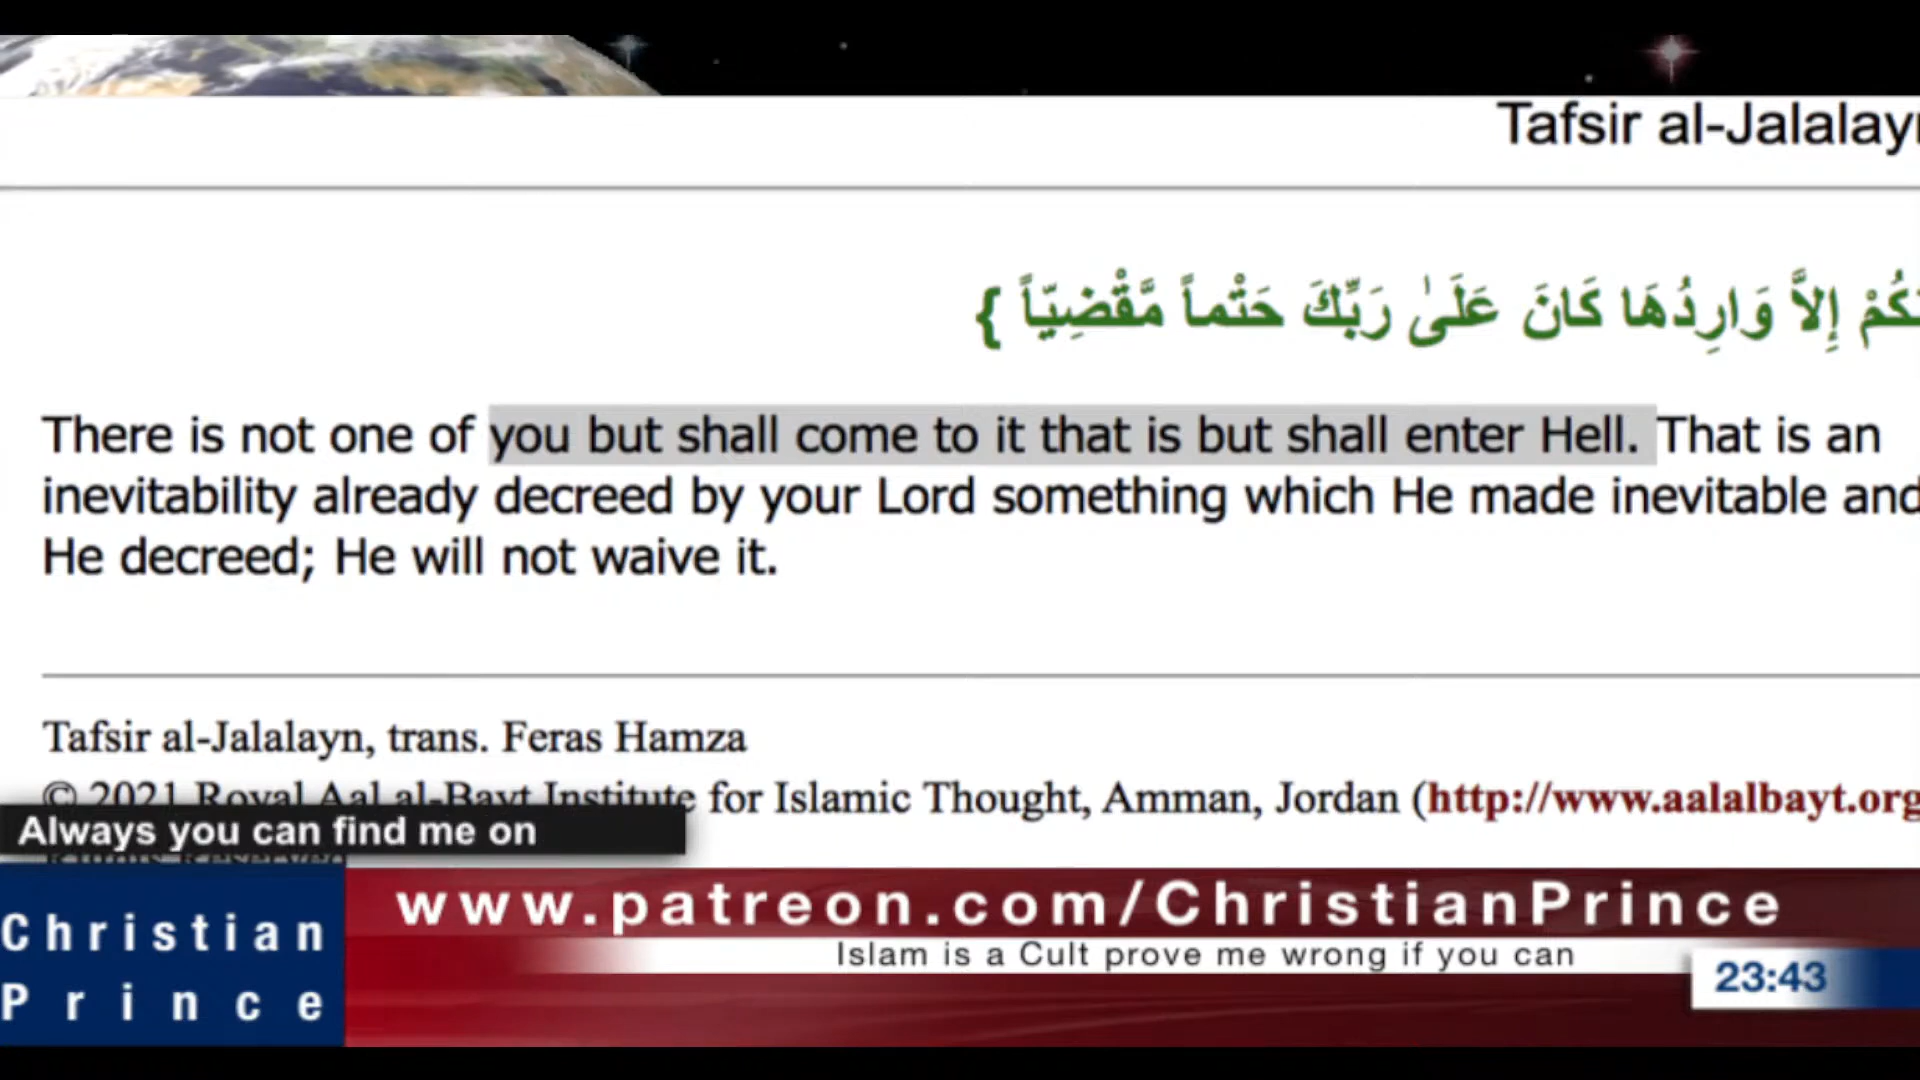 Tafsir al-Jalalay
كُمْ إِلاَّ وَارِدُهَا كَانَ عَلَىٰ رَبِّكَ حَتْماً مَّقْضِيّاً }
There is not one of you but shall come to it that is but shall enter Hell. That is an
inevitability already decreed by your Lord something which He made inevitable and
He decreed; He will not waive it.
Tafsir al-Jalalayn, trans. Feras Hamza
© 2021 Royal Aal al-Bayt Institute for Islamic Thought, Amman, Jordan (http://www.aalalbayt.org
Rights Reserved
Always you can find me on
Christian
Prince
www.patreon.com/ChristianPrince
Islam is a Cult prove me wrong if you can
23:43